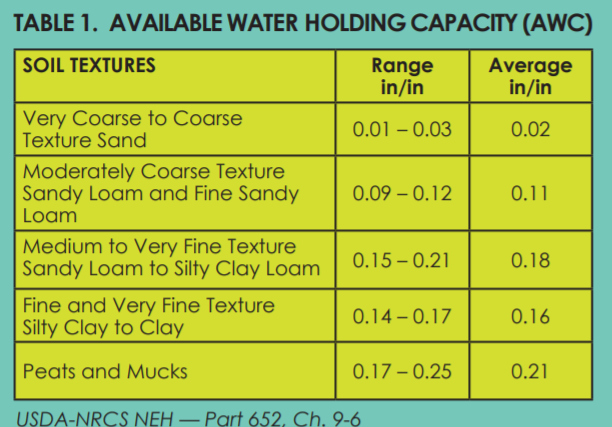 TABLE 1. AVAILABLE WATER HOLDING CAPACITY (AWC)
SOIL TEXTURES
Range
in/in
Average
in/in
Very Coarse to Coarse
Texture Sand
0.01 – 0.03
0.02
Moderately Coarse Texture
Sandy Loam and Fine Sandy
Loam
0.09 – 0.12
0.11
Medium to Very Fine Texture
Sandy Loam to Silty Clay Loam
0.15 – 0.21
0.18
Fine and Very Fine Texture
Silty Clay to Clay
0.14 – 0.17
0.16
Peats and Mucks
0.17 – 0.25
0.21
USDA-NRCS NEH — Part 652, Ch. 9-6